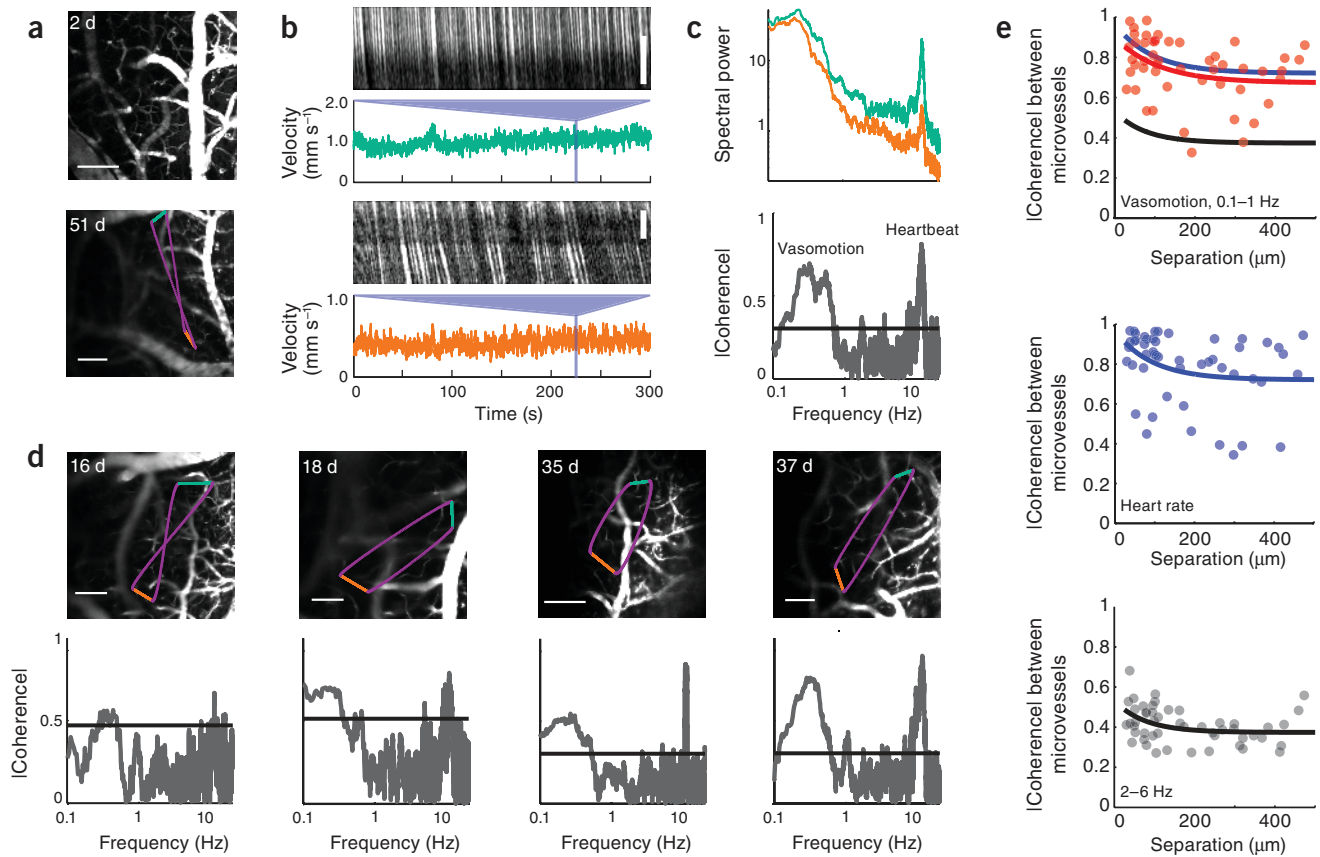 a
2 d
51 d
b
Velocity
(mm s⁻¹)
2.0
1.0
0
Velocity
(mm s⁻¹)
1.0
0.5
0
0
100
200
300
Time (s)
c
Spectral power
10
1
|Coherence|
1
0.5
0
Vasomotion
Heartbeat
0.1
1
10
Frequency (Hz)
d
16 d
18 d
35 d
37 d
|Coherence|
1
0.5
0
0.1
1
10
Frequency (Hz)
0.1
1
10
Frequency (Hz)
0.1
1
10
Frequency (Hz)
0.1
1
10
Frequency (Hz)
e
|Coherence| between
microvessels
1
0.8
0.6
0.4
0.2
0
Vasomotion, 0.1–1 Hz
0
200
400
Separation (μm)
|Coherence| between
microvessels
1
0.8
0.6
0.4
0.2
0
Heart rate
0
200
400
Separation (μm)
|Coherence| between
microvessels
1
0.8
0.6
0.4
0.2
0
2–6 Hz
0
200
400
Separation (μm)